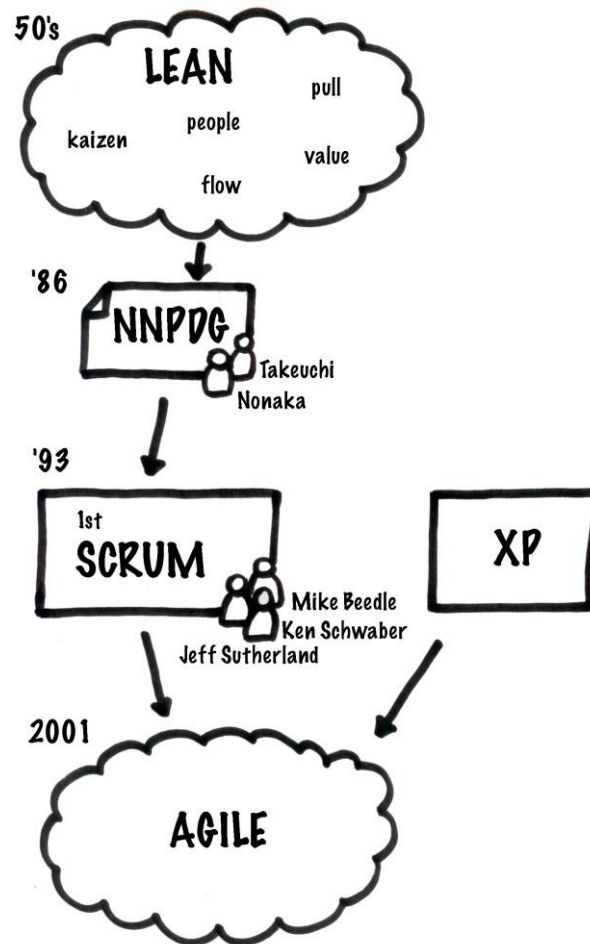 50's
LEAN
pull
people
kaizen
value
flow
'86
NNPDG
Takeuchi
Nonaka
'93
1st
SCRUM
XP
Mike Beedle
Ken Schwaber
Jeff Sutherland
2001
AGILE